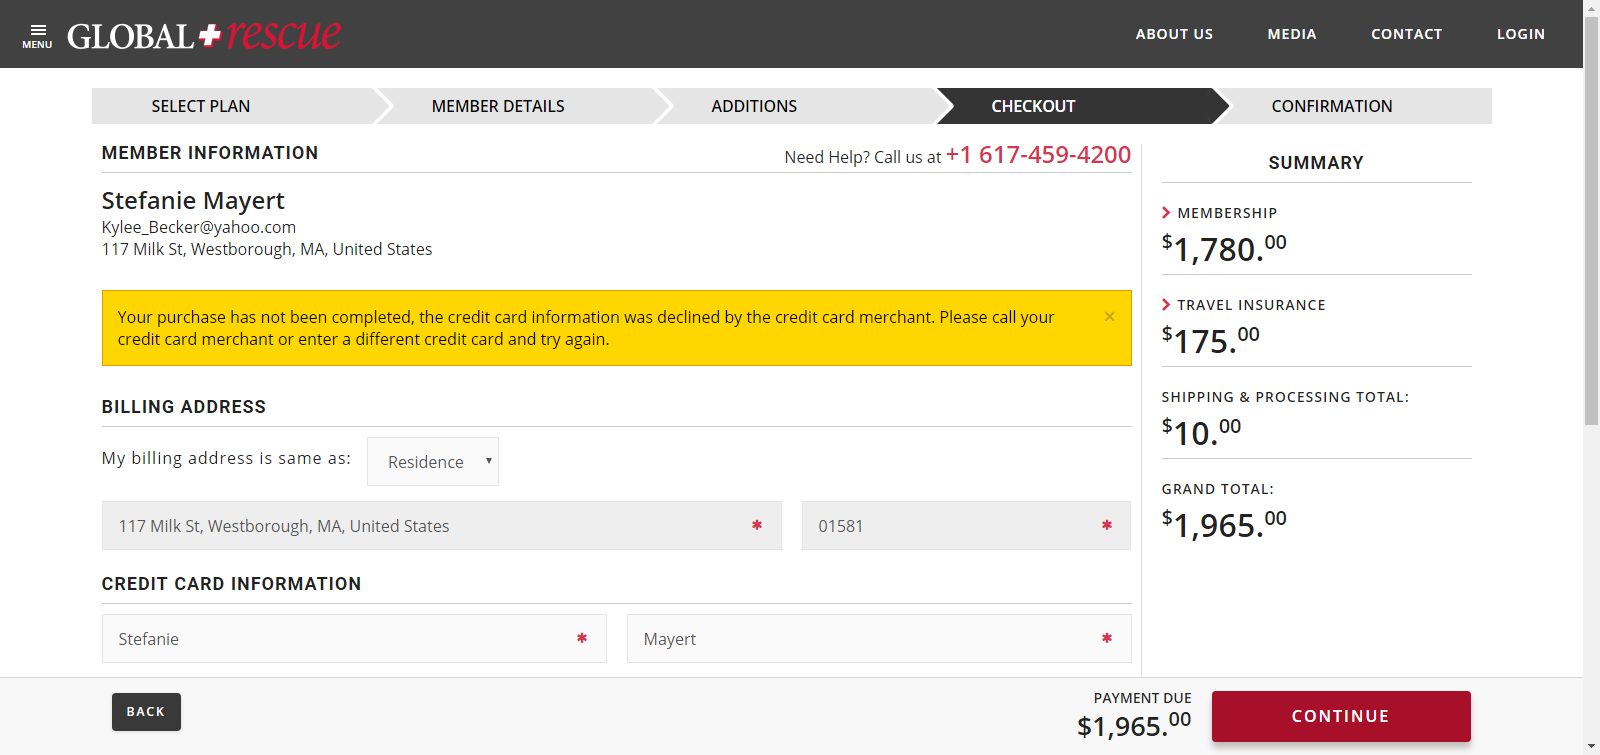 MENU
GLOBAL rescue
ABOUT US
MEDIA
CONTACT
LOGIN
SELECT PLAN
MEMBER DETAILS
ADDITIONS
CHECKOUT
CONFIRMATION
MEMBER INFORMATION
Need Help? Call us at +1 617-459-4200
Stefanie Mayert
Kylee_Becker@yahoo.com
117 Milk St, Westborough, MA, United States
Your purchase has not been completed, the credit card information was declined by the credit card merchant. Please call your
credit card merchant or enter a different credit card and try again.
×
BILLING ADDRESS
My billing address is same as:
Residence
117 Milk St, Westborough, MA, United States *
01581 *
CREDIT CARD INFORMATION
Stefanie *
Mayert *
SUMMARY
MEMBERSHIP
$1,780.00
TRAVEL INSURANCE
$175.00
SHIPPING & PROCESSING TOTAL:
$10.00
GRAND TOTAL:
$1,965.00
BACK
PAYMENT DUE
$1,965.00
CONTINUE